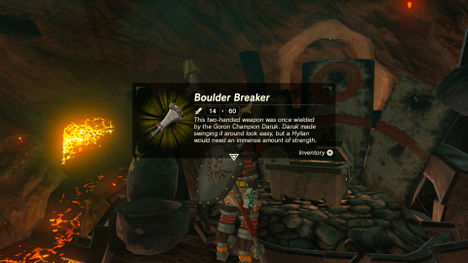 Boulder Breaker
14 › 60
This two-handed weapon was once wielded
by the Goron Champion Daruk. Daruk made
swinging it around look easy, but a Hylian
would need an immense amount of strength.
Inventory